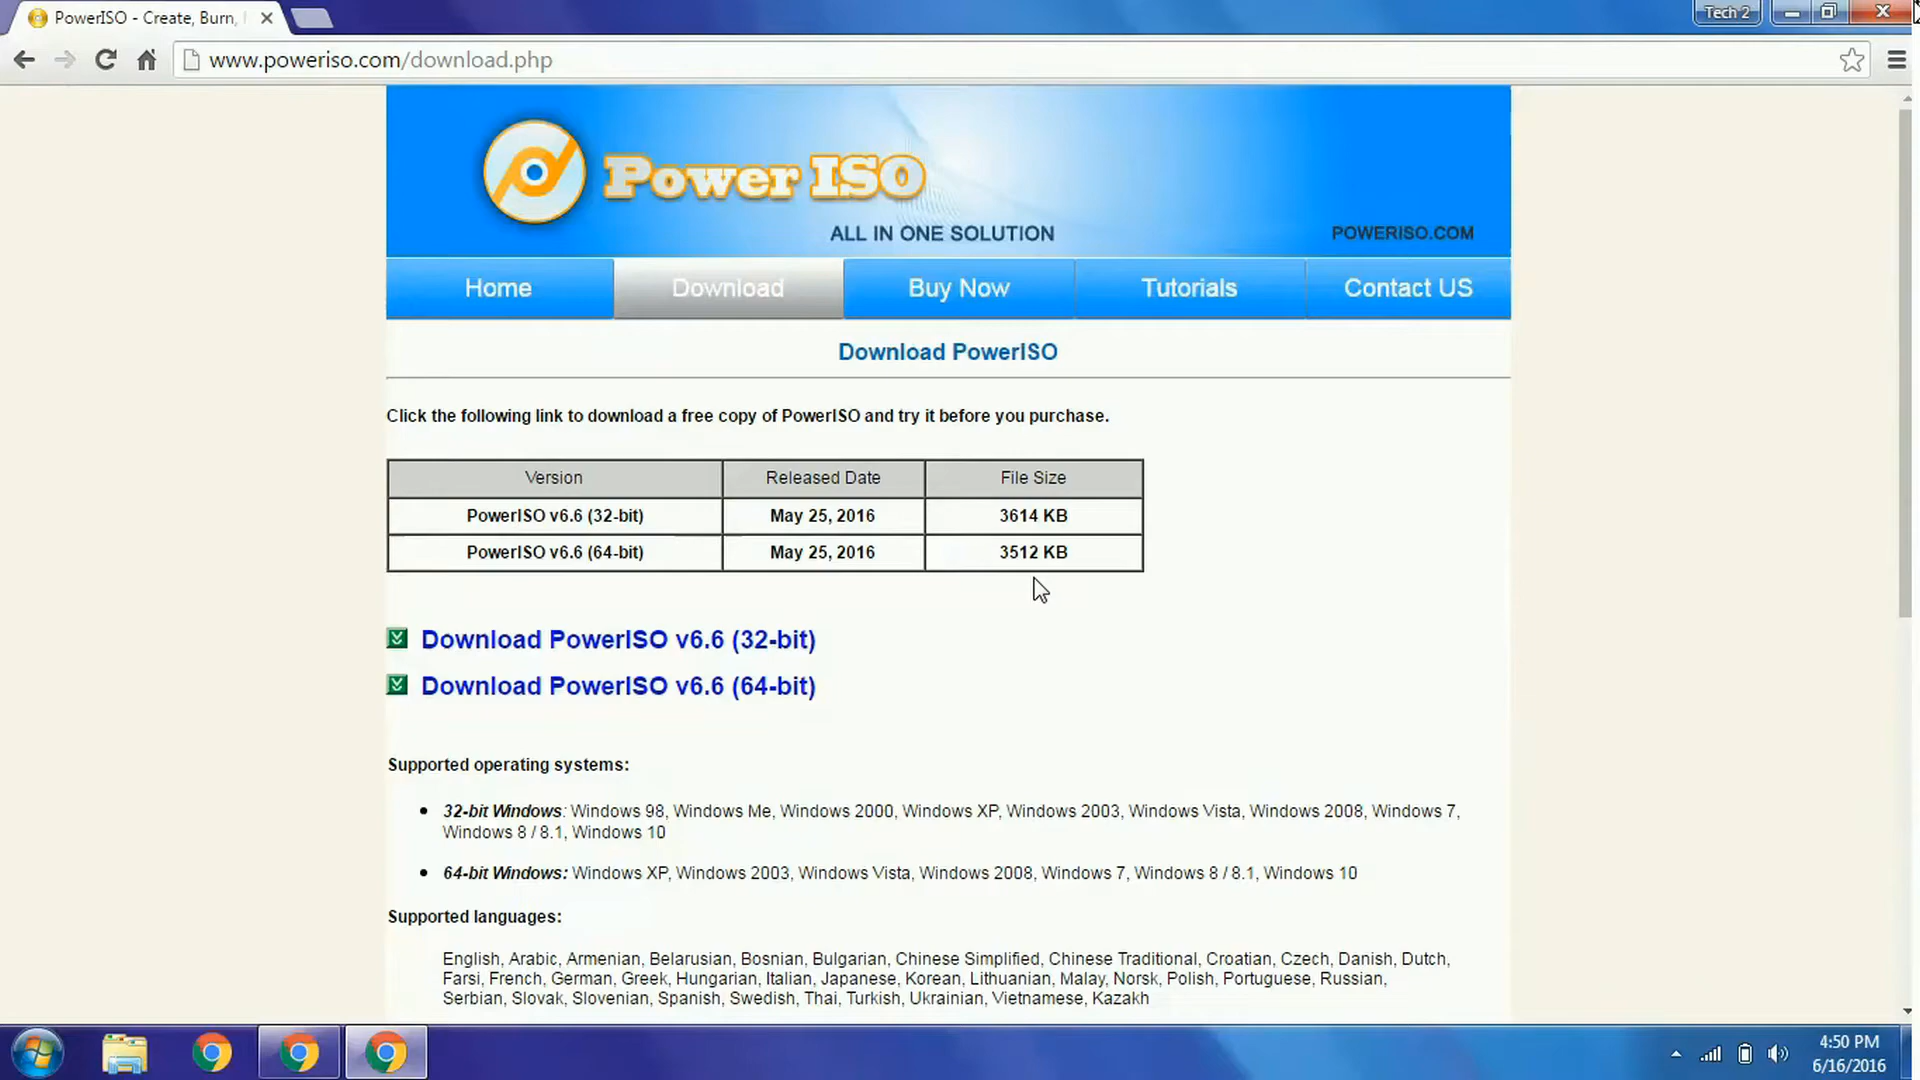 PowerISO - Create, Burn,
Tech 2
www.poweriso.com/download.php
Power ISO
ALL IN ONE SOLUTION
POWERISO.COM
Home Download Buy Now Tutorials Contact US
Download PowerISO
Click the following link to download a free copy of PowerISO and try it before you purchase.
Version Released Date File Size
PowerISO v6.6 (32-bit) May 25, 2016 3614 KB
PowerISO v6.6 (64-bit) May 25, 2016 3512 KB
Download PowerISO v6.6 (32-bit)
Download PowerISO v6.6 (64-bit)
Supported operating systems:
32-bit Windows: Windows 98, Windows Me, Windows 2000, Windows XP, Windows 2003, Windows Vista, Windows 2008, Windows 7,
Windows 8 / 8.1, Windows 10
64-bit Windows: Windows XP, Windows 2003, Windows Vista, Windows 2008, Windows 7, Windows 8 / 8.1, Windows 10
Supported languages:
English, Arabic, Armenian, Belarusian, Bosnian, Bulgarian, Chinese Simplified, Chinese Traditional, Croatian, Czech, Danish, Dutch,
Farsi, French, German, Greek, Hungarian, Italian, Japanese, Korean, Lithuanian, Malay, Norsk, Polish, Portuguese, Russian,
Serbian, Slovak, Slovenian, Spanish, Swedish, Thai, Turkish, Ukrainian, Vietnamese, Kazakh
4:50 PM
6/16/2016